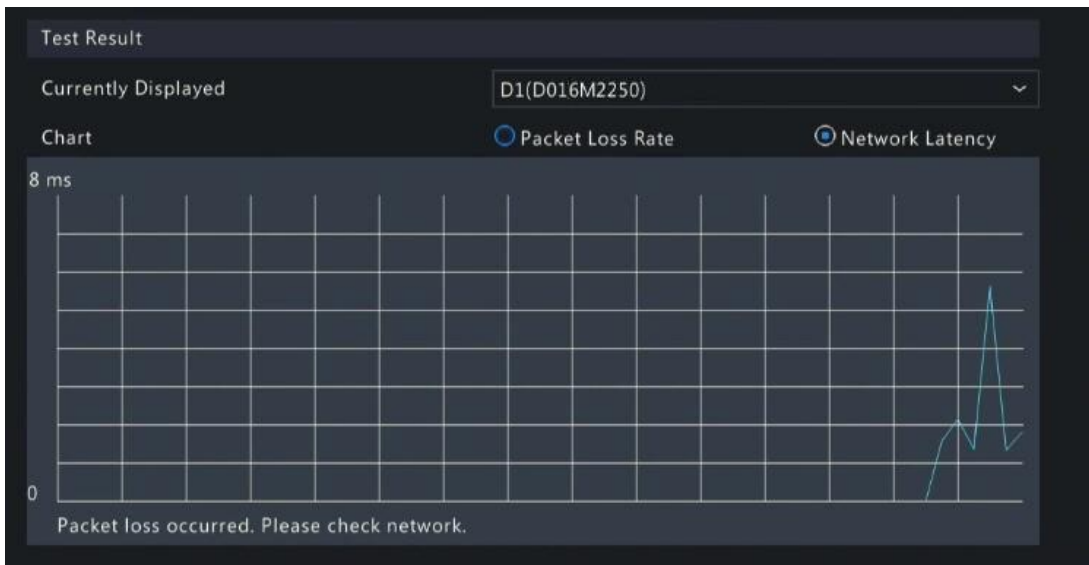 Test Result
Currently Displayed D1(D016M2250)
Chart Packet Loss Rate Network Latency
8 ms
0
Packet loss occurred. Please check network.